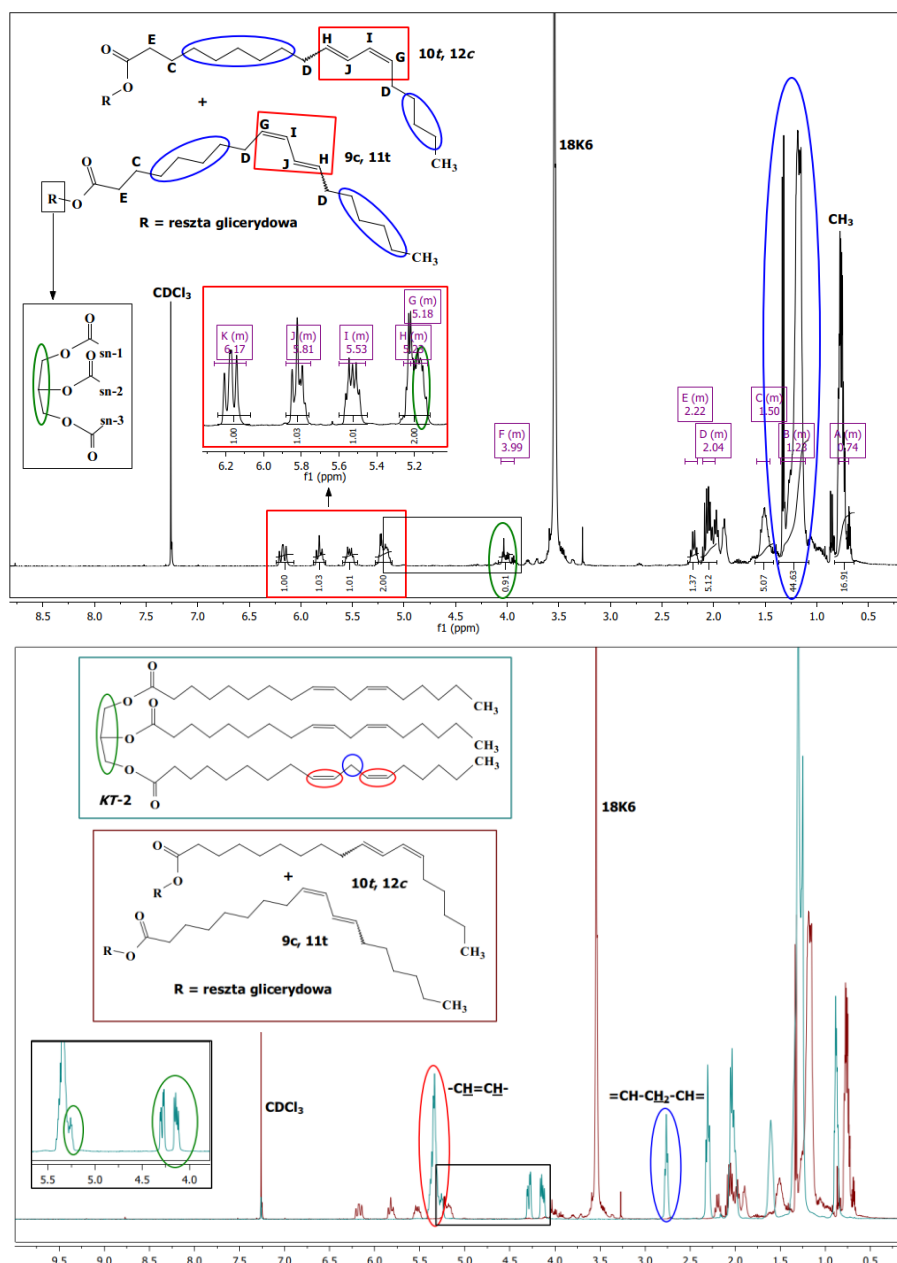 O
E
C
O
R
D
H
J
I
G
D
10t, 12c
CH3
+
O
R
O
E
C
D
G
I
J
H
9c, 11t
D
CH3
R = reszta glicerydowa
18K6
CDCl3
CH3
O
O
sn-1
O
O
sn-2
O
sn-3
O
K (m)
6.17
J (m)
5.81
I (m)
5.53
G (m)
5.18
H (m)
1.00
1.03
1.01
2.00
6.2
6.0
5.8
5.6
5.4
5.2
f1 (ppm)
F (m)
3.99
E (m)
2.22
D (m)
2.04
C (m)
1.50
B (m)
1.23
A (m)
0.74
1.00
1.03
1.01
2.00
0.91
1.37
5.12
5.07
44.63
16.91
8.5 8.0 7.5 7.0 6.5 6.0 5.5 5.0 4.5 4.0 3.5 3.0 2.5 2.0 1.5 1.0 0.5
f1 (ppm)
O
O
CH3
O
O
CH3
O
CH3
O
KT-2
O
O
R
+
10t, 12c
CH3
O
R
O
9c, 11t
CH3
R = reszta glicerydowa
18K6
5.5 5.0 4.5 4.0
CDCl3
-CH=CH-
=CH-CH2-CH=
9.5 9.0 8.5 8.0 7.5 7.0 6.5 6.0 5.5 5.0 4.5 4.0 3.5 3.0 2.5 2.0 1.5 1.0 0.5